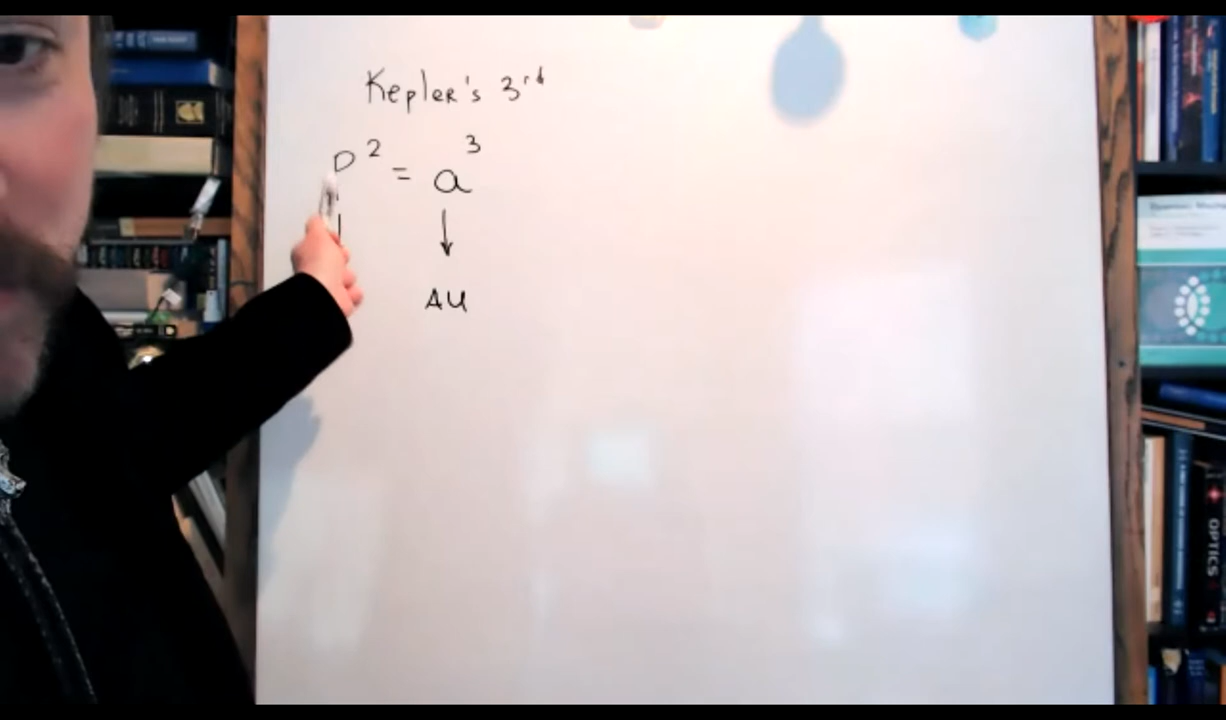 Kepler's 3rd
P² = a³
AU
OPTICS